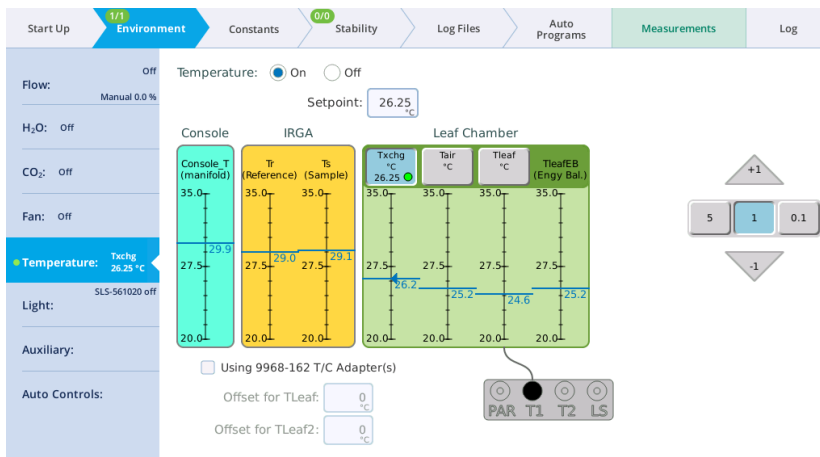 1/1
0/0
Start Up
Environment
Constants
Stability
Log Files
Auto
Programs
Measurements
Log
Flow:
Off
Manual 0.0 %
H₂O: Off
CO₂: Off
Fan: Off
Temperature:
Txchg
26.25 °C
Light:
SLS-561020 off
Auxiliary:
Auto Controls:
Temperature: On Off
Setpoint: 26.25 °C
Console
IRGA
Leaf Chamber
Console_T
(manifold)
Tr
(Reference)
Ts
(Sample)
Txchg
°C
26.25
Tair
°C
Tleaf
°C
TleafEB
(Engy Bal.)
35.0 35.0 35.0 35.0 35.0 35.0 35.0
29.9
29.0
29.1
27.5 27.5 27.5 27.5 27.5 27.5 27.5
26.2
25.2
24.6
25.2
20.0 20.0 20.0 20.0 20.0 20.0 20.0
Using 9968-162 T/C Adapter(s)
Offset for TLeaf: 0 °C
Offset for TLeaf2: 0 °C
PAR T1 T2 LS
+1
5 1 0.1
-1